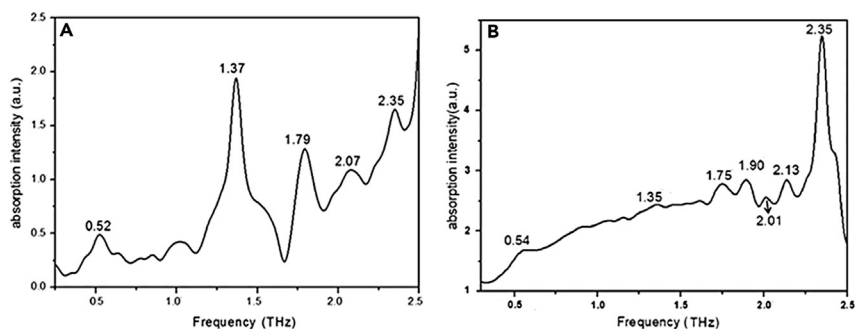 A
2.5
2.0
1.5
1.0
0.5
0.0
absorption intensity (a.u.)
0.52
1.37
1.79
2.07
2.35
0.5 1.0 1.5 2.0 2.5
Frequency (THz)
B
5
4
3
2
1
absorption intensity(a.u.)
0.54
1.35
1.75
1.90
2.01
2.13
2.35
0.5 1.0 1.5 2.0 2.5
Frequency (THz)